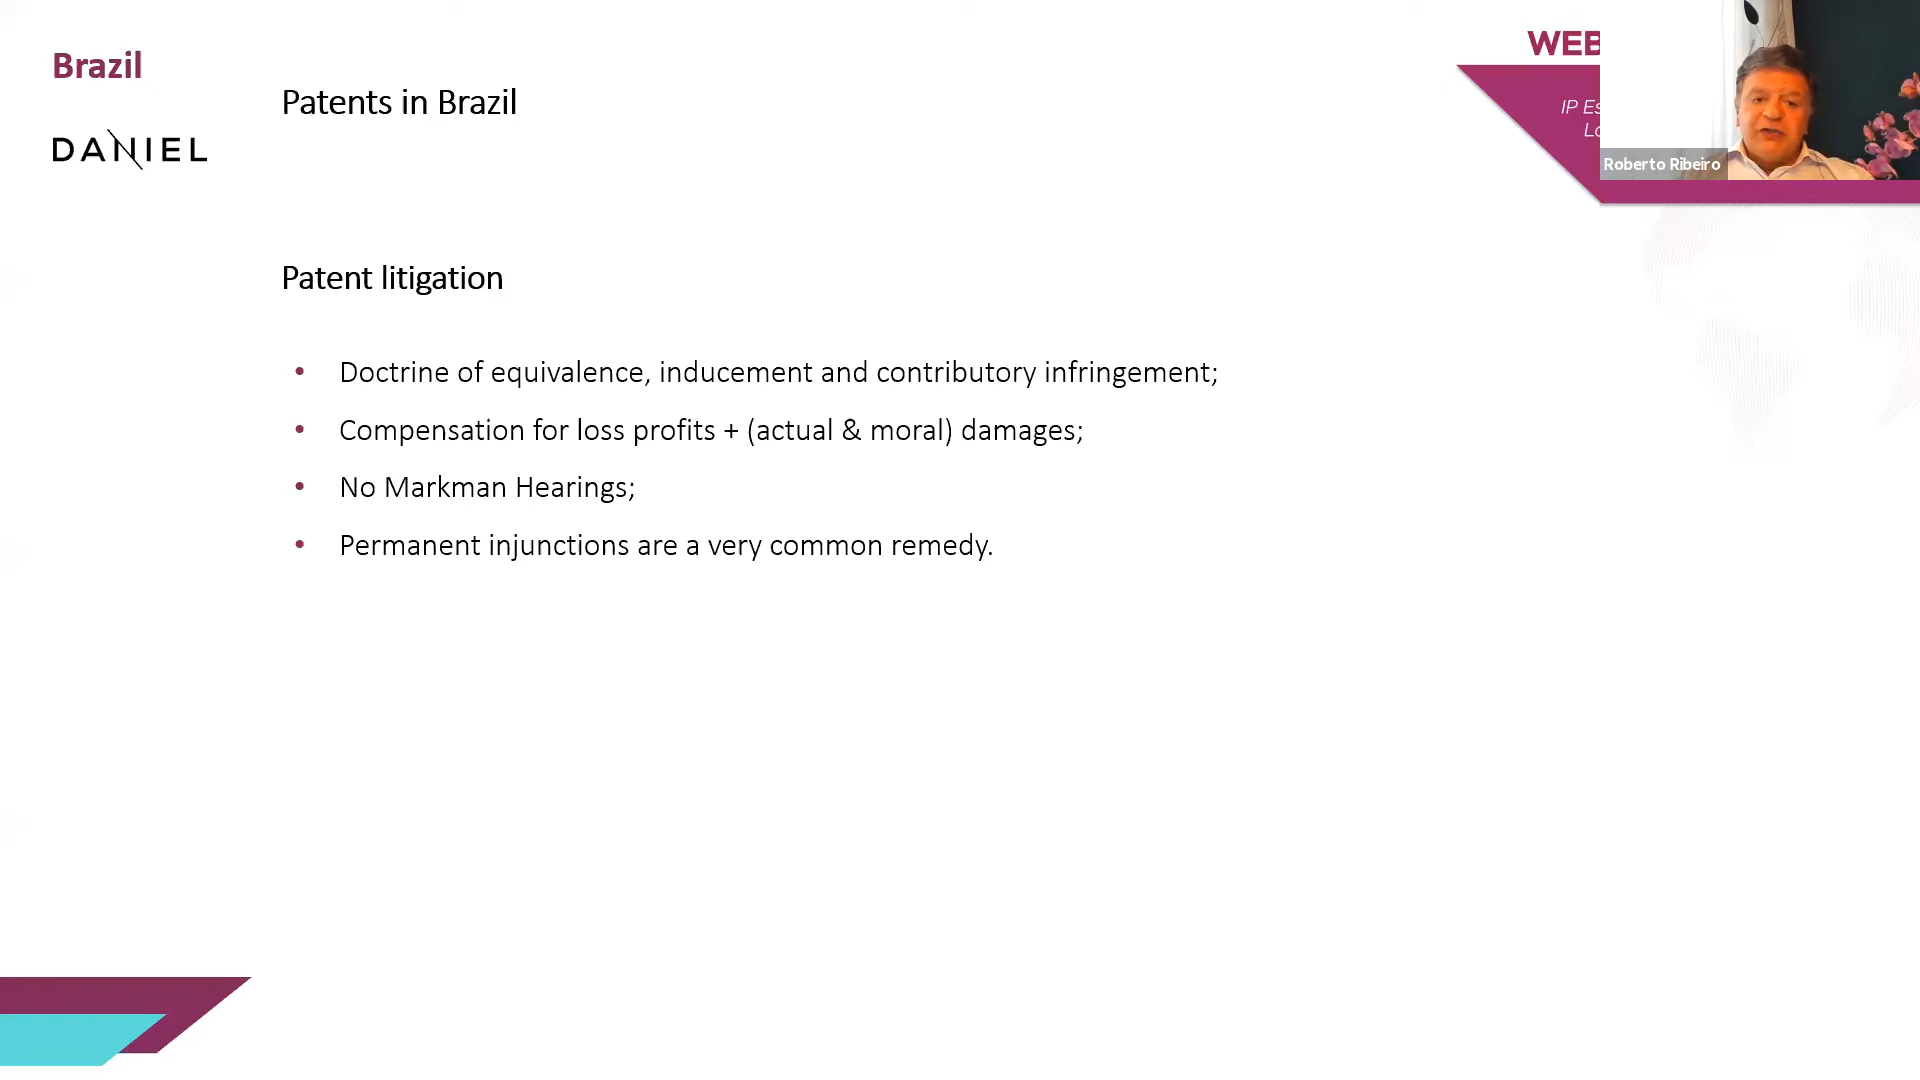 Brazil
DANIEL
Patents in Brazil
WEB
IP Es
Lo
Roberto Ribeiro
Patent litigation
• Doctrine of equivalence, inducement and contributory infringement;
• Compensation for loss profits + (actual & moral) damages;
• No Markman Hearings;
• Permanent injunctions are a very common remedy.